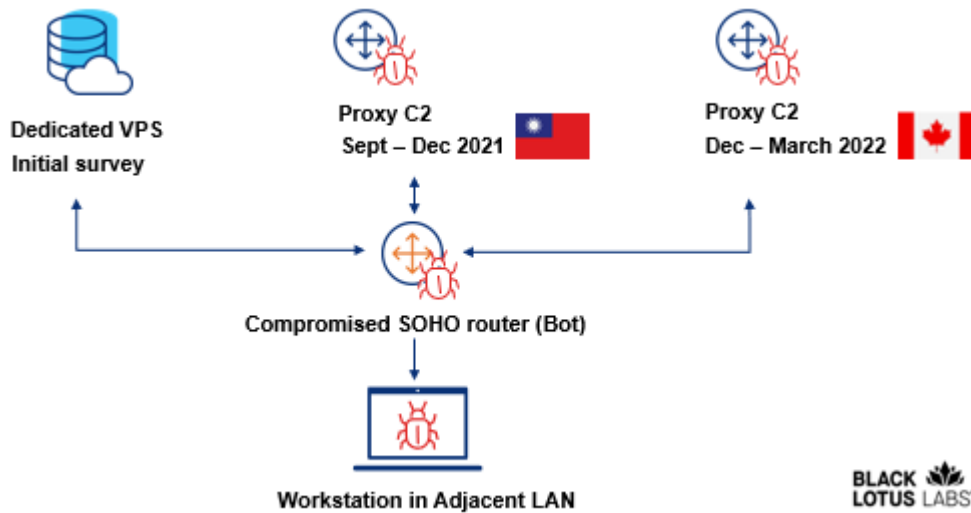 Dedicated VPS
Initial survey
Proxy C2
Sept – Dec 2021
Proxy C2
Dec – March 2022
Compromised SOHO router (Bot)
Workstation in Adjacent LAN
BLACK
LOTUS LABS